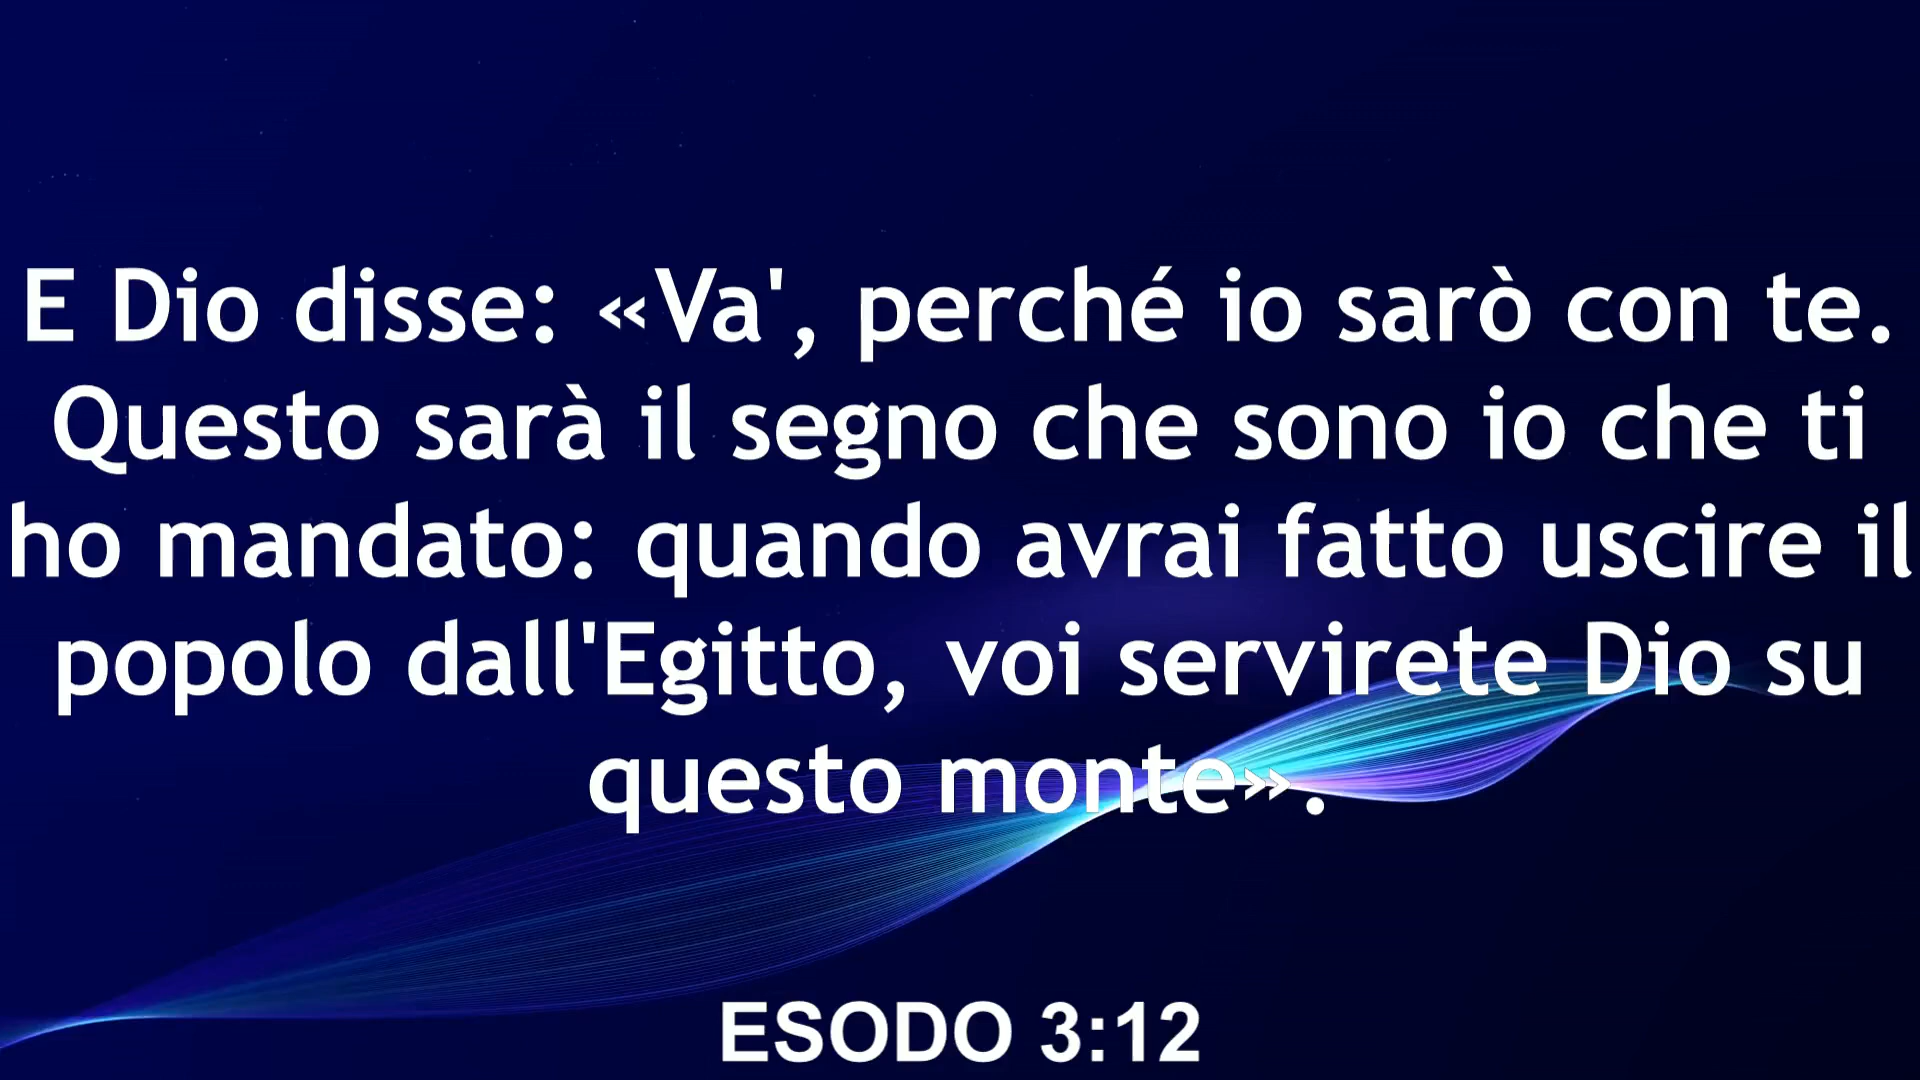 E Dio disse: «Va', perché io sarò con te.
Questo sarà il segno che sono io che ti
ho mandato: quando avrai fatto uscire il
popolo dall'Egitto, voi servirete Dio su
questo monte».
ESODO 3:12